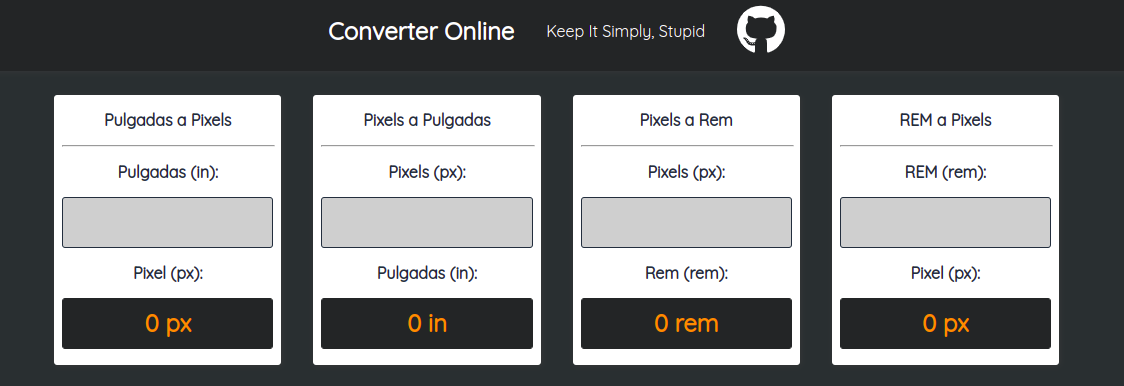 Converter Online
Keep It Simply, Stupid
Pulgadas a Pixels
Pulgadas (in):
Pixel (px):
0 px
Pixels a Pulgadas
Pixels (px):
Pulgadas (in):
0 in
Pixels a Rem
Pixels (px):
Rem (rem):
0 rem
REM a Pixels
REM (rem):
Pixel (px):
0 px